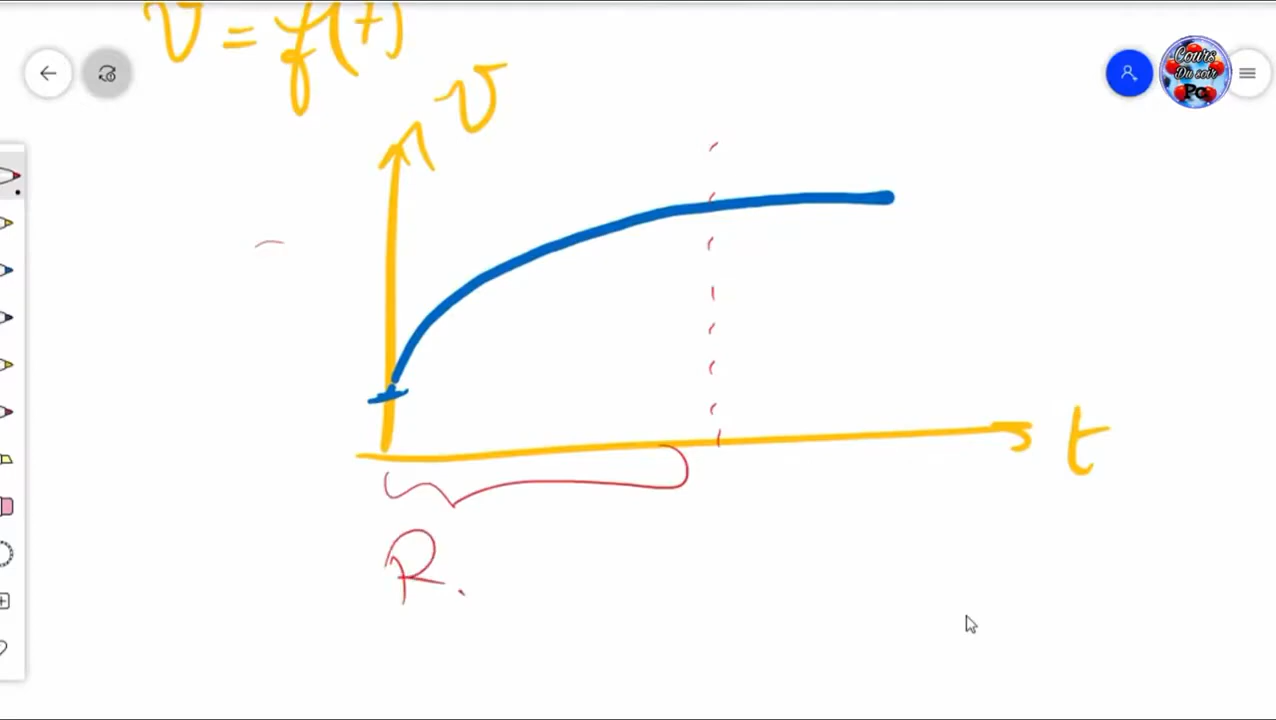 v = f(t)
v
Cours
Du soir
Pc
t
R.